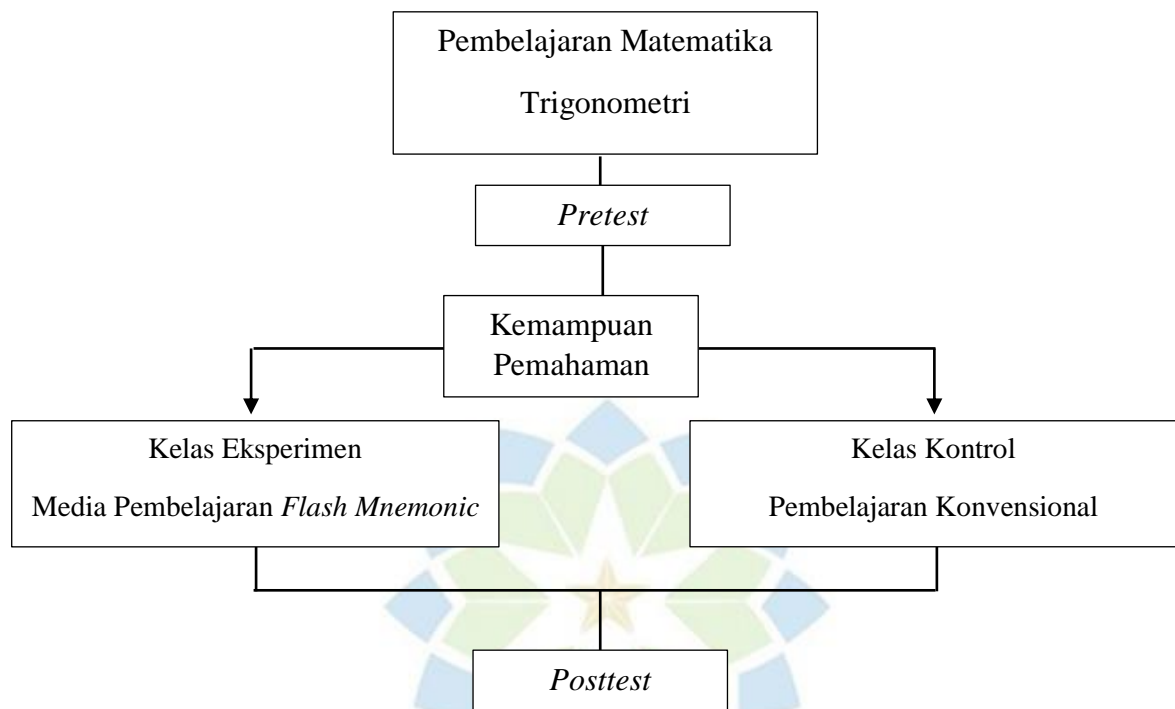 Pembelajaran Matematika
Trigonometri
Pretest
Kemampuan
Pemahaman
Kelas Eksperimen
Media Pembelajaran Flash Mnemonic
Kelas Kontrol
Pembelajaran Konvensional
Posttest